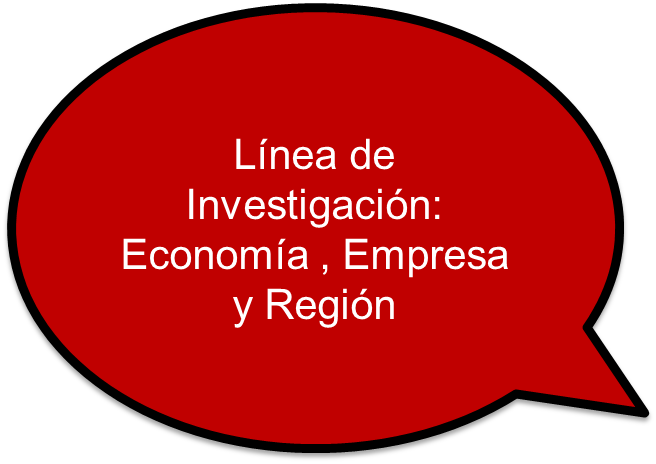 Línea de
Investigación:
Economía , Empresa
y Región